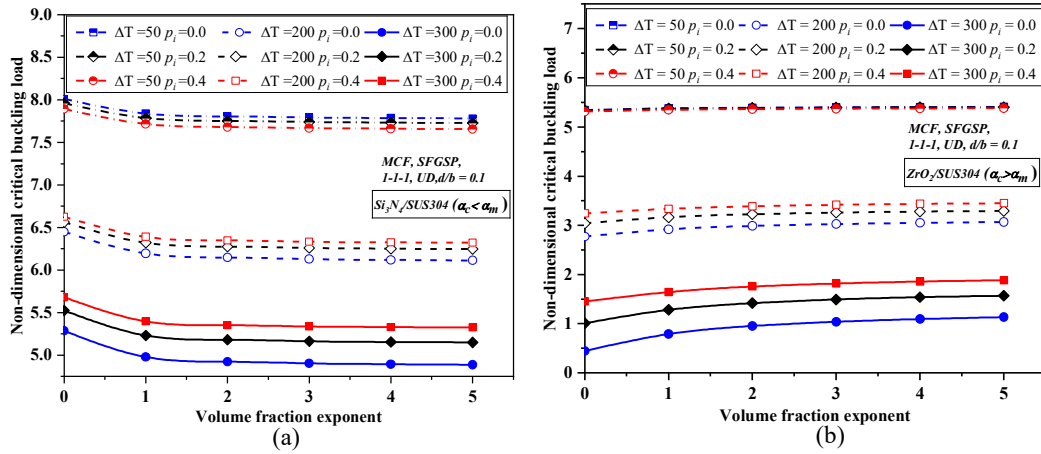 (a)
9.0
8.5
8.0
7.5
7.0
6.5
6.0
5.5
5.0
Non-dimensional critical buckling load
ΔT =50 pᵢ=0.0 ΔT =200 pᵢ=0.0 ΔT =300 pᵢ=0.0
ΔT =50 pᵢ=0.2 ΔT =200 pᵢ=0.2 ΔT =300 pᵢ=0.2
ΔT =50 pᵢ=0.4 ΔT =200 pᵢ=0.4 ΔT =300 pᵢ=0.4
MCF, SFGSP,
1-1-1, UD,d/b = 0.1
Si₃N₄/SUS304 (α_c<α_m)
0 1 2 3 4 5
Volume fraction exponent
(a)
(b)
7
6
5
4
3
2
1
0
Non-dimensional critical buckling load
ΔT = 50 pᵢ = 0.0 ΔT = 200 pᵢ = 0.0 ΔT = 300 pᵢ = 0.0
ΔT = 50 pᵢ = 0.2 ΔT = 200 pᵢ = 0.2 ΔT = 300 pᵢ = 0.2
ΔT = 50 pᵢ = 0.4 ΔT = 200 pᵢ = 0.4 ΔT = 300 pᵢ = 0.4
MCF, SFGSP,
1-1-1, UD, d/b = 0.1
ZrO₂/SUS304 (α_c>α_m)
0 1 2 3 4 5
Volume fraction exponent
(b)